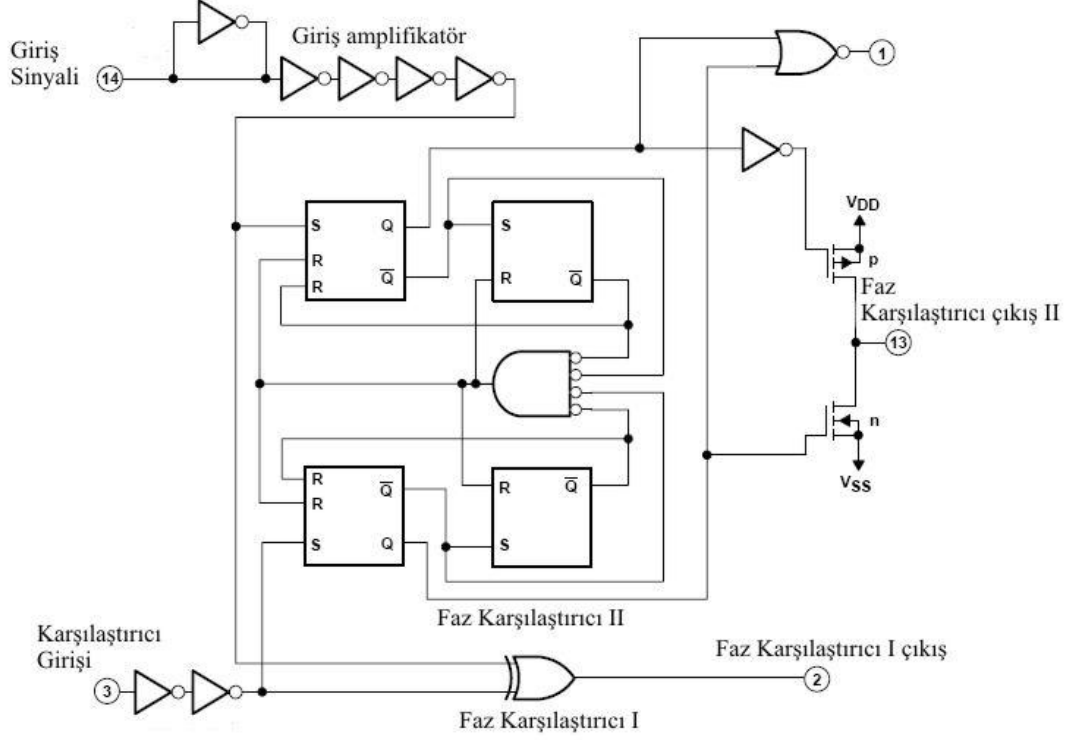 Giriş amplifikatör
Giriş
Sinyali
14
1
VDD
S
Q
R
R
Q
S
R
Q
p
Faz
Karşılaştırıcı çıkış II
13
n
VSS
R
R
S
Q
Q
R
Q
S
Faz Karşılaştırıcı II
Karşılaştırıcı
Girişi
3
Faz Karşılaştırıcı I çıkış
2
Faz Karşılaştırıcı I